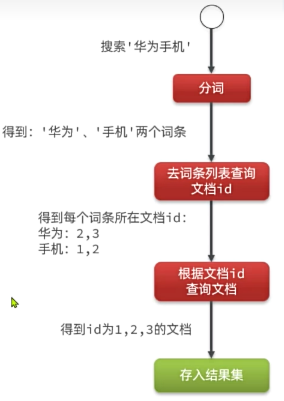 搜索'华为手机'
分词
得到：'华为'、'手机'两个词条
去词条列表查询
文档id
得到每个词条所在文档id：
华为：2,3
手机：1,2
根据文档id
查询文档
得到id为1,2,3的文档
存入结果集